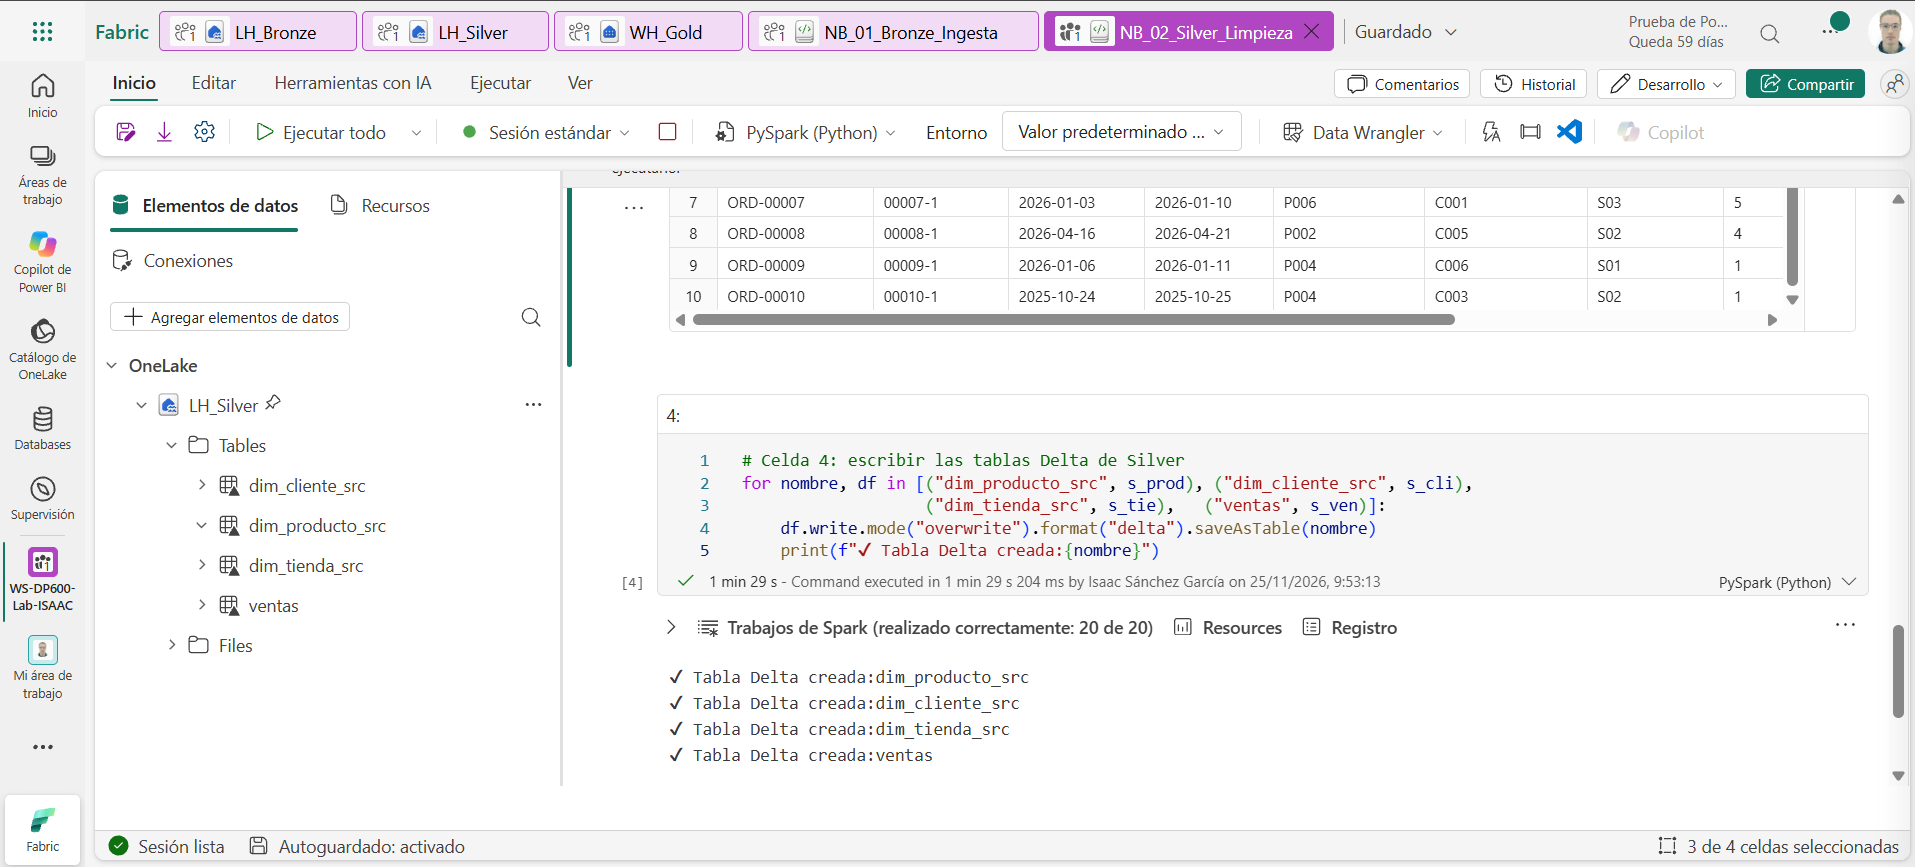 Fabric
LH_Bronze
LH_Silver
WH_Gold
NB_01_Bronze_Ingesta
NB_02_Silver_Limpieza
Guardado
Prueba de Po...
Queda 59 días
Inicio
Editar
Herramientas con IA
Ejecutar
Ver
Comentarios
Historial
Desarrollo
Compartir
Ejecutar todo
Sesión estándar
PySpark (Python)
Entorno
Valor predeterminado ...
Data Wrangler
Copilot
Inicio
Áreas de
trabajo
Copilot de
Power BI
Catálogo de
OneLake
Databases
Supervisión
WS-DP600-
Lab-ISAAC
Mi área de
trabajo
Fabric
Elementos de datos
Recursos
Conexiones
Agregar elementos de datos
OneLake
LH_Silver
Tables
dim_cliente_src
dim_producto_src
dim_tienda_src
ventas
Files
7 ORD-00007 00007-1 2026-01-03 2026-01-10 P006 C001 S03 5
8 ORD-00008 00008-1 2026-04-16 2026-04-21 P002 C005 S02 4
9 ORD-00009 00009-1 2026-01-06 2026-01-11 P004 C006 S01 1
10 ORD-00010 00010-1 2025-10-24 2025-10-25 P004 C003 S02 1
4:
1 # Celda 4: escribir las tablas Delta de Silver
2 for nombre, df in [("dim_producto_src", s_prod), ("dim_cliente_src", s_cli),
3 ("dim_tienda_src", s_tie), ("ventas", s_ven)]:
4 df.write.mode("overwrite").format("delta").saveAsTable(nombre)
5 print(f"✔ Tabla Delta creada:{nombre}")
[4]
1 min 29 s - Command executed in 1 min 29 s 204 ms by Isaac Sánchez García on 25/11/2026, 9:53:13
PySpark (Python)
Trabajos de Spark (realizado correctamente: 20 de 20)
Resources
Registro
✔ Tabla Delta creada:dim_producto_src
✔ Tabla Delta creada:dim_cliente_src
✔ Tabla Delta creada:dim_tienda_src
✔ Tabla Delta creada:ventas
Sesión lista
Autoguardado: activado
3 de 4 celdas seleccionadas